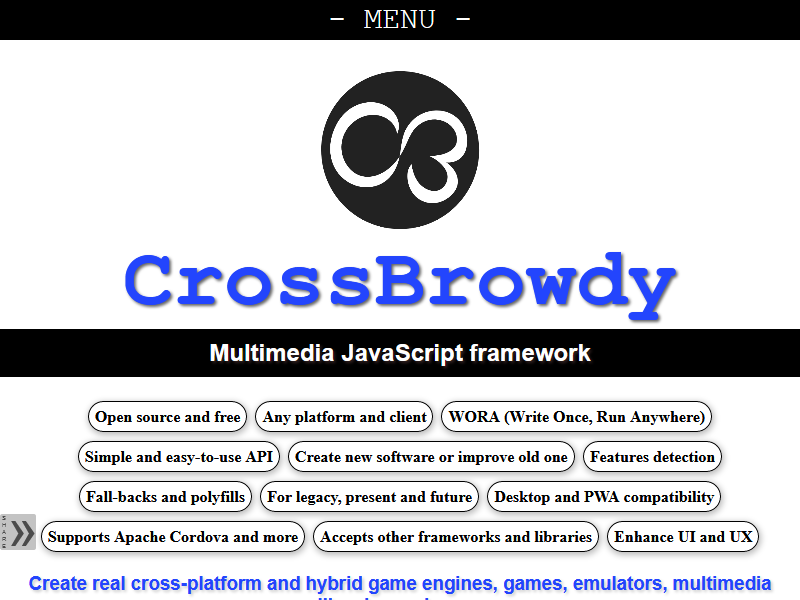 - MENU -
CB
CrossBrowdy
Multimedia JavaScript framework
Open source and free Any platform and client WORA (Write Once, Run Anywhere)
Simple and easy-to-use API Create new software or improve old one Features detection
Fall-backs and polyfills For legacy, present and future Desktop and PWA compatibility
SHARE
Supports Apache Cordova and more Accepts other frameworks and libraries Enhance UI and UX
Create real cross-platform and hybrid game engines, games, emulators, multimedia